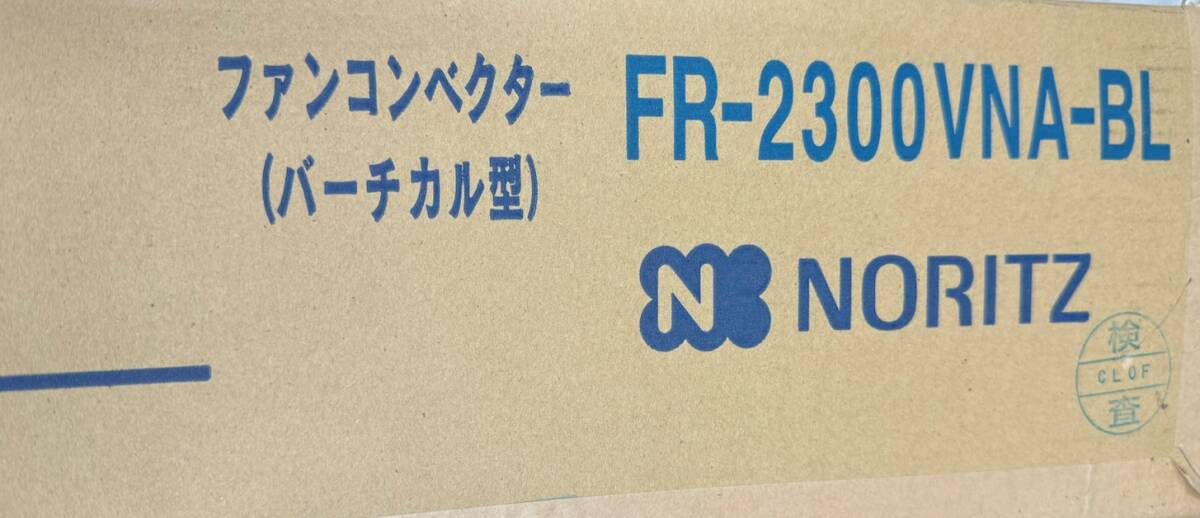 ファンコンベクター
(バーチカル型)
FR-2300VNA-BL
N NORITZ
検
CLOF
査